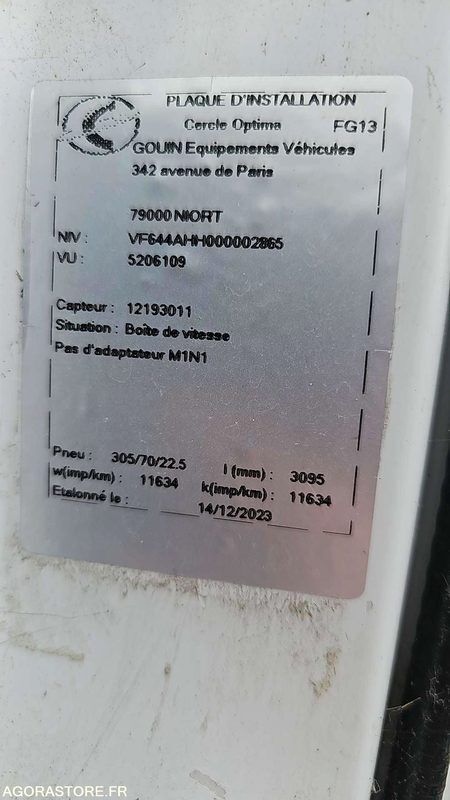 PLAQUE D'INSTALLATION
Cercle Optima FG13
GOUIN Equipements Véhicules
342 avenue de Paris
79000 NIORT
NIV : VF644AHH000002865
VU : 5206109
Capteur : 12193011
Situation : Boite de vitesse
Pas d'adaptateur M1N1
Pneu : 305/70/22.5 l (mm) : 3095
w(imp/km) : 11634 k(imp/km) : 11634
Etalonné le : 14/12/2023
AGORASTORE.FR